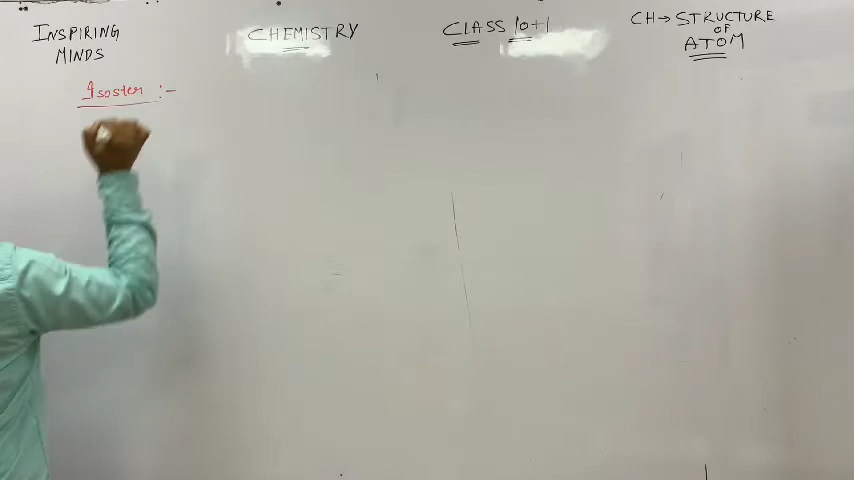 INSPIRING
MINDS
CHEMISTRY
CLASS 10+1
CH→ STRUCTURE
OF
ATOM
Isoster :-